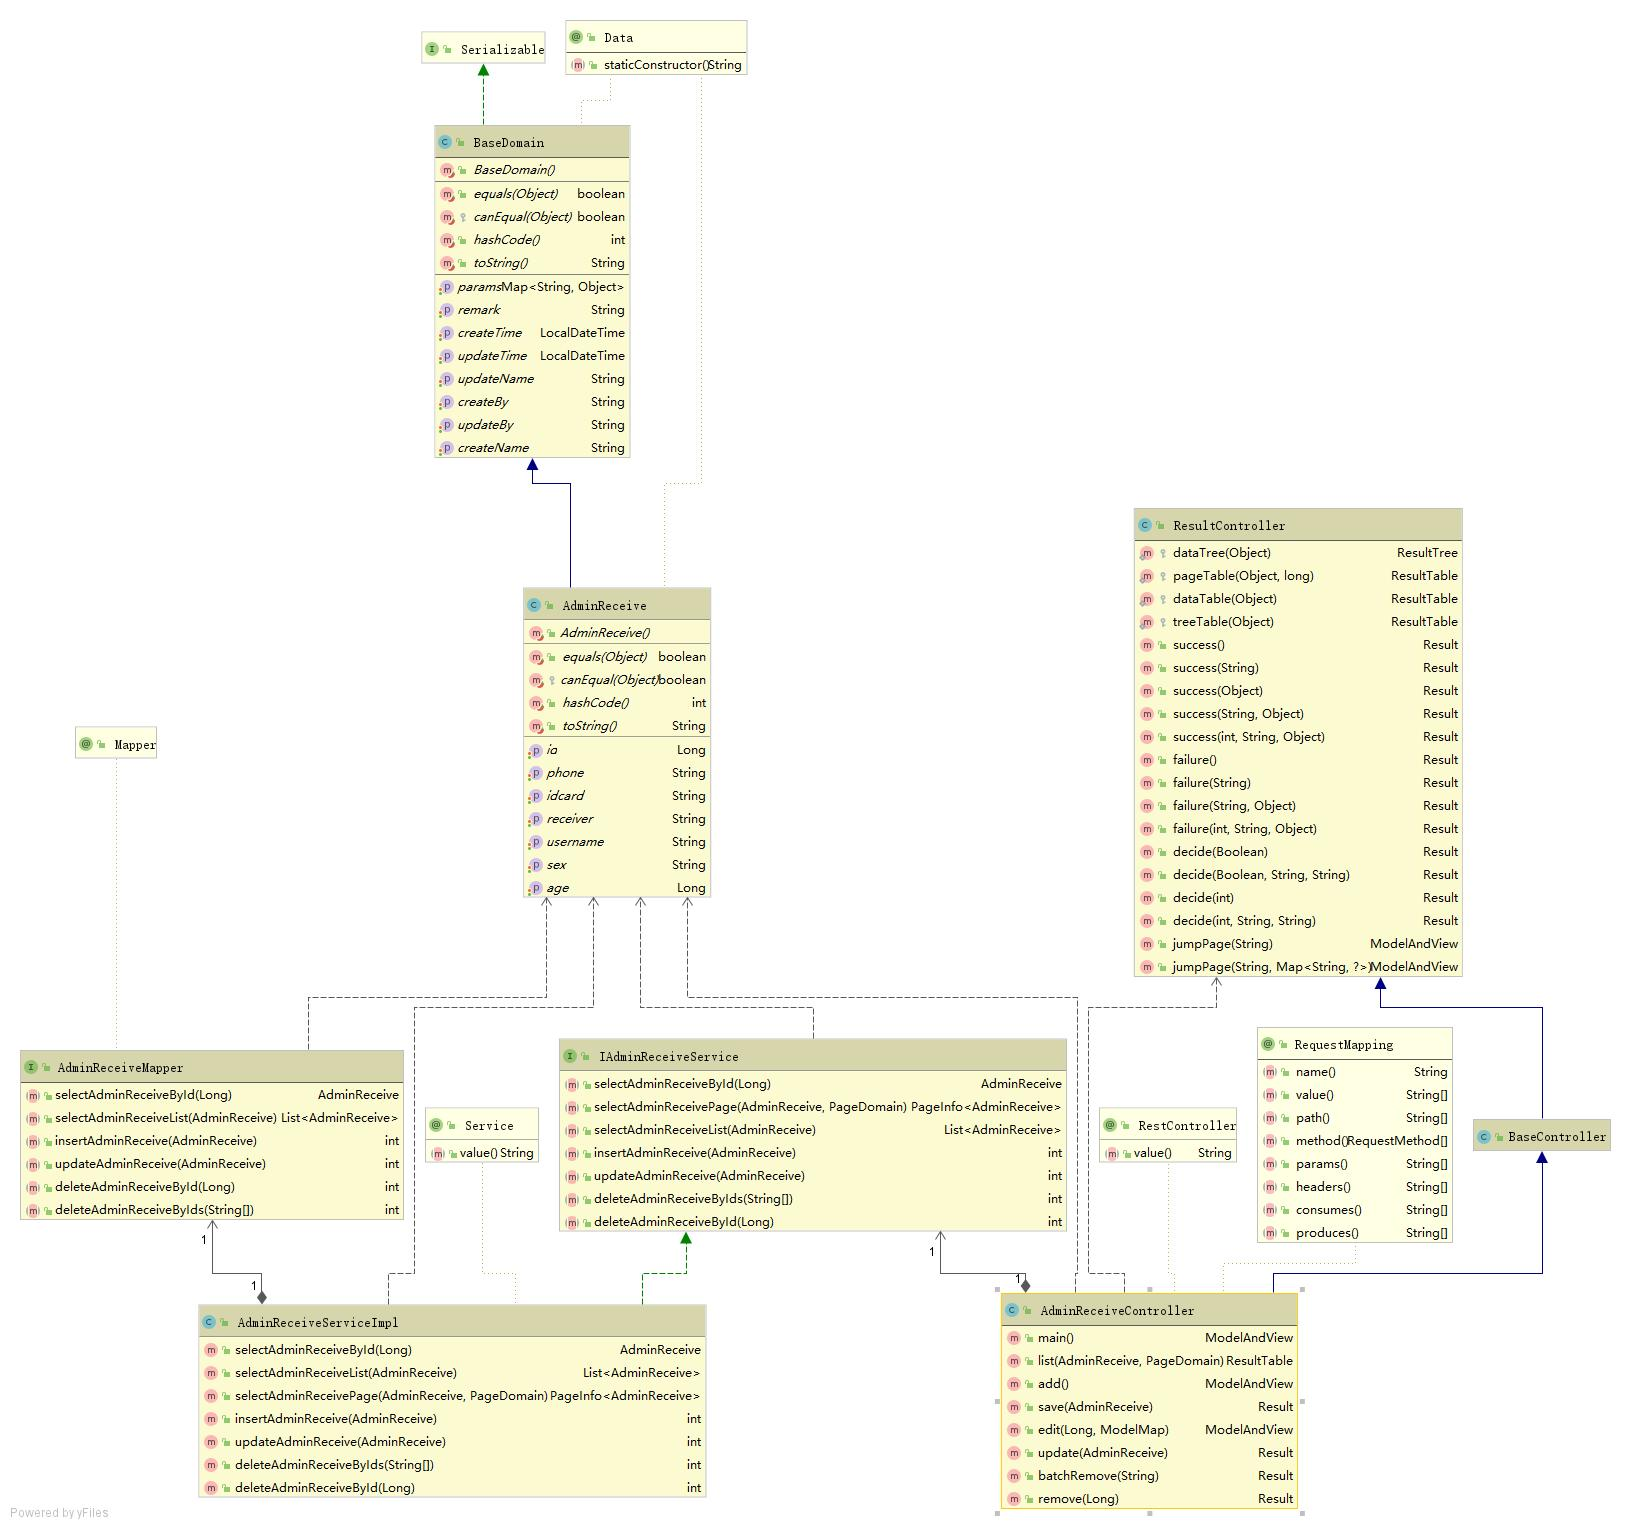 Serializable
Data
staticConstructor() String
BaseDomain
BaseDomain()
equals(Object) boolean
canEqual(Object) boolean
hashCode() int
toString() String
params Map<String, Object>
remark String
createTime LocalDateTime
updateTime LocalDateTime
updateName String
createBy String
updateBy String
createName String
AdminReceive
AdminReceive()
equals(Object) boolean
canEqual(Object) boolean
hashCode() int
toString() String
id Long
phone String
idcard String
receiver String
username String
sex String
age Long
ResultController
dataTree(Object) ResultTree
pageTable(Object, long) ResultTable
dataTable(Object) ResultTable
treeTable(Object) ResultTable
success() Result
success(String) Result
success(Object) Result
success(String, Object) Result
success(int, String, Object) Result
failure() Result
failure(String) Result
failure(String, Object) Result
failure(int, String, Object) Result
decide(Boolean) Result
decide(Boolean, String, String) Result
decide(int) Result
decide(int, String, String) Result
jumpPage(String) ModelAndView
jumpPage(String, Map<String, ?>) ModelAndView
Mapper
AdminReceiveMapper
selectAdminReceiveById(Long) AdminReceive
selectAdminReceiveList(AdminReceive) List<AdminReceive>
insertAdminReceive(AdminReceive) int
updateAdminReceive(AdminReceive) int
deleteAdminReceiveById(Long) int
deleteAdminReceiveByIds(String[]) int
Service
value() String
IAdminReceiveService
selectAdminReceiveById(Long) AdminReceive
selectAdminReceivePage(AdminReceive, PageDomain) PageInfo<AdminReceive>
selectAdminReceiveList(AdminReceive) List<AdminReceive>
insertAdminReceive(AdminReceive) int
updateAdminReceive(AdminReceive) int
deleteAdminReceiveByIds(String[]) int
deleteAdminReceiveById(Long) int
RestController
value() String
RequestMapping
name() String
value() String[]
path() String[]
method() RequestMethod[]
params() String[]
headers() String[]
consumes() String[]
produces() String[]
BaseController
1
1
1
1
AdminReceiveServiceImpl
selectAdminReceiveById(Long) AdminReceive
selectAdminReceiveList(AdminReceive) List<AdminReceive>
selectAdminReceivePage(AdminReceive, PageDomain) PageInfo<AdminReceive>
insertAdminReceive(AdminReceive) int
updateAdminReceive(AdminReceive) int
deleteAdminReceiveByIds(String[]) int
deleteAdminReceiveById(Long) int
AdminReceiveController
main() ModelAndView
list(AdminReceive, PageDomain) ResultTable
add() ModelAndView
save(AdminReceive) Result
edit(Long, ModelMap) ModelAndView
update(AdminReceive) Result
batchRemove(String) Result
remove(Long) Result
Powered by yFiles